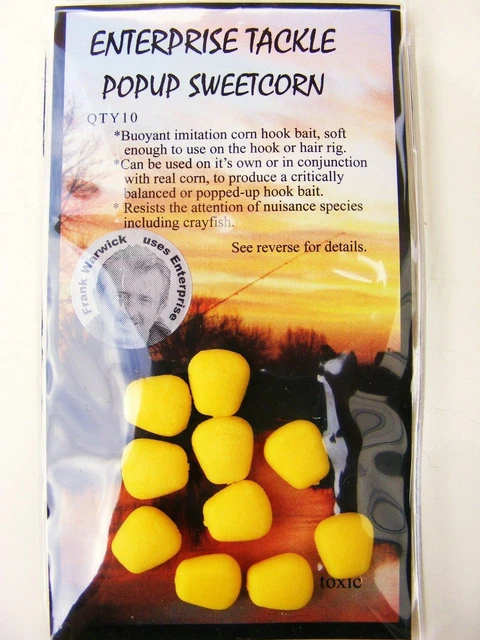 ENTERPRISE TACKLE
POPUP SWEETCORN
QTY10
*Buoyant imitation corn hook bait, soft
enough to use on the hook or hair rig.
*Can be used on it's own or in conjunction
with real corn, to produce a critically
balanced or popped-up hook bait.
* Resists the attention of nuisance species
including crayfish.
See reverse for details.
Frank Warwick uses Enterprise
toxic